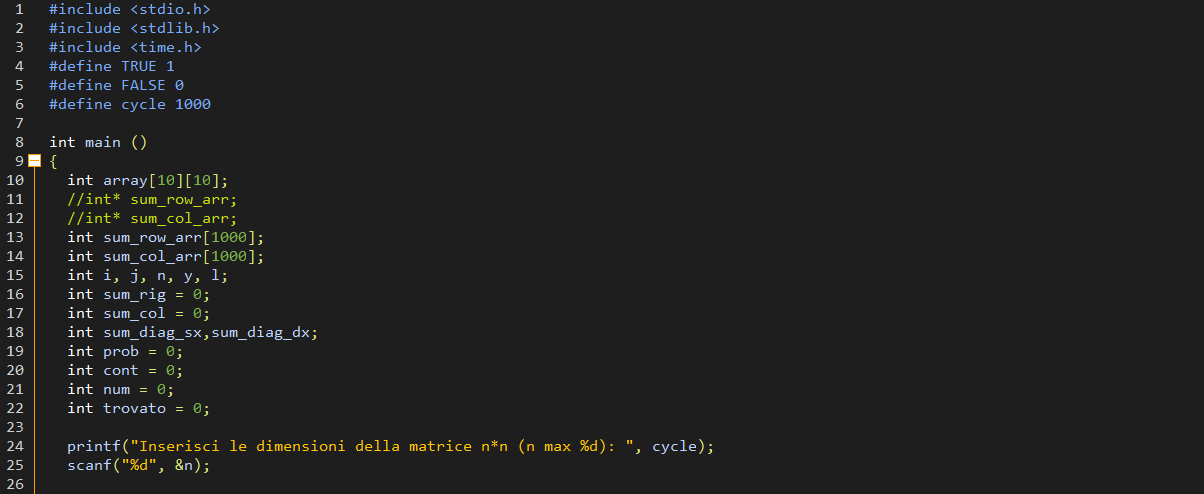 1 #include <stdio.h>
2 #include <stdlib.h>
3 #include <time.h>
4 #define TRUE 1
5 #define FALSE 0
6 #define cycle 1000
7
8 int main ()
9 {
10 int array[10][10];
11 //int* sum_row_arr;
12 //int* sum_col_arr;
13 int sum_row_arr[1000];
14 int sum_col_arr[1000];
15 int i, j, n, y, l;
16 int sum_rig = 0;
17 int sum_col = 0;
18 int sum_diag_sx,sum_diag_dx;
19 int prob = 0;
20 int cont = 0;
21 int num = 0;
22 int trovato = 0;
23
24 printf("Inserisci le dimensioni della matrice n*n (n max %d): ", cycle);
25 scanf("%d", &n);
26